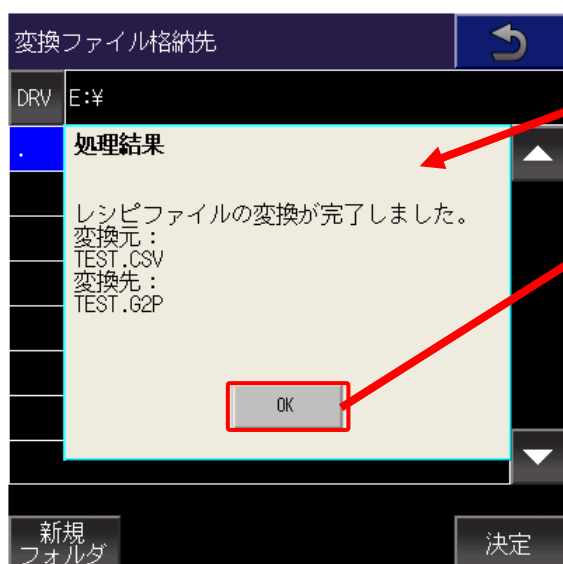 変換ファイル格納先
DRV E:¥
.
処理結果
レシピファイルの変換が完了しました。
変換元：
TEST.CSV
変換先：
TEST.G2P
OK
新規
フォルダ
決定